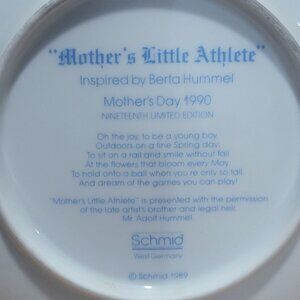 "Mother's Little Athlete"
Inspired by Berta Hummel
Mother's Day 1990
NINETEENTH LIMITED EDITION
Oh the joy, to be a young boy,
Outdoors on a fine Spring day;
To sit on a rail and smile without fail
At the flowers that bloom every May.
To hold onto a ball when you're only so tall,
And dream of the games you can play!
"Mother's Little Athlete" is presented with the permission
of the late artist's brother and legal heir,
Mr. Adolf Hummel.
Schmid
West Germany
© Schmid 1989